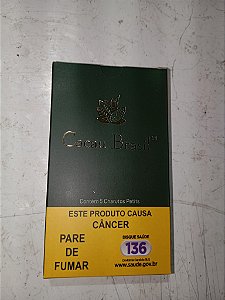 Cacau Brasil
Contém 5 Charutos Petits
ESTE PRODUTO CAUSA
CÂNCER
PARE
DE
FUMAR
DISQUE SAÚDE
136
www.saude.gov.br